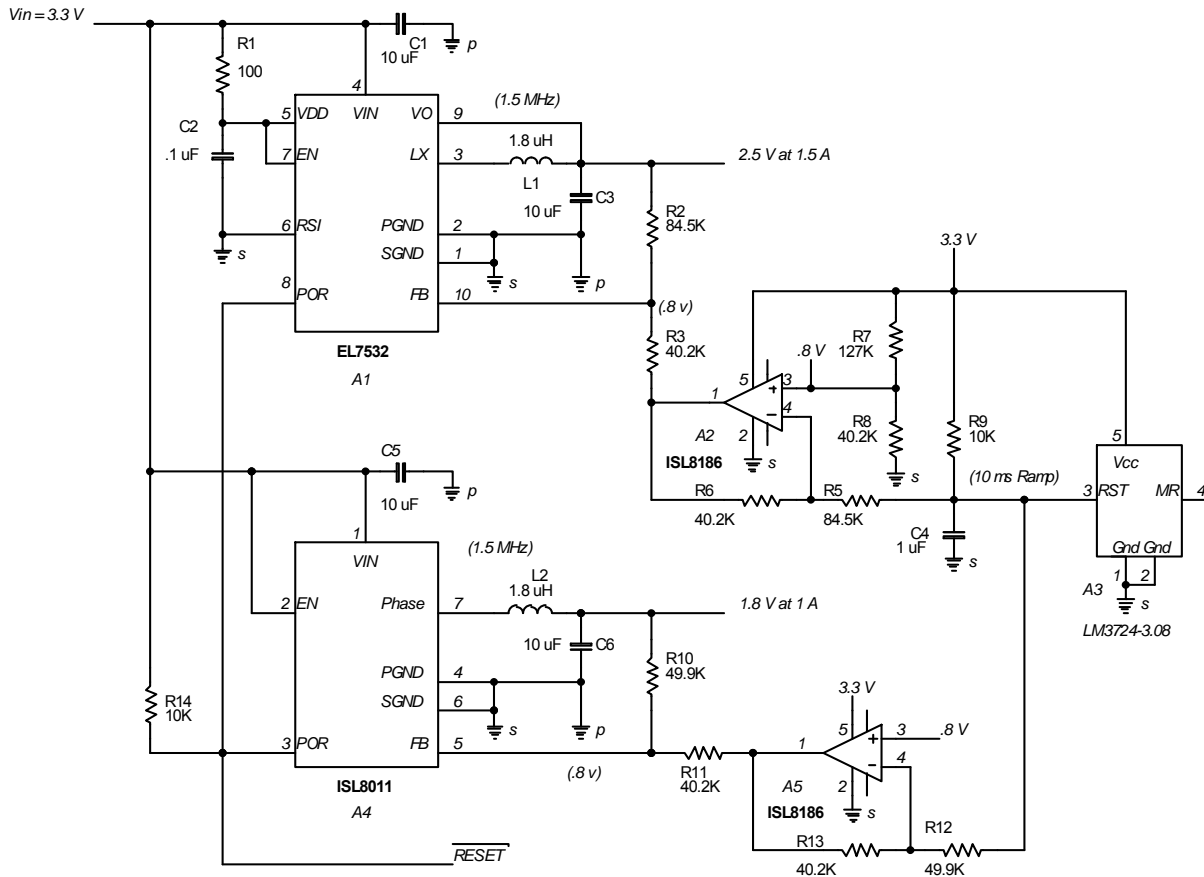 Vin = 3.3 V
R1
100
C1
10 uF
p
4
C2
.1 uF
5
VDD
VIN
VO
9
(1.5 MHz)
7
EN
LX
3
1.8 uH
L1
2.5 V at 1.5 A
10 uF
C3
R2
84.5K
6
RSI
PGND
2
SGND
1
s
s
p
8
POR
FB
10
(.8 v)
EL7532
A1
R3
40.2K
3.3 V
.8 V
R7
127K
5
3
1
4
2
A2
ISL8186
s
R8
40.2K
s
R9
10K
5
Vcc
(10 ms Ramp)
3
RST
MR
4
R6
40.2K
R5
84.5K
C4
1 uF
s
Gnd
Gnd
1
2
A3
s
LM3724-3.08
C5
10 uF
p
1
VIN
(1.5 MHz)
2
EN
Phase
7
L2
1.8 uH
1.8 V at 1 A
10 uF
C6
R10
49.9K
PGND
4
SGND
6
s
p
R14
10K
3
POR
FB
5
(.8 v)
ISL8011
A4
R11
40.2K
3.3 V
.8 V
5
3
1
4
2
A5
s
ISL8186
R13
40.2K
R12
49.9K
RESET